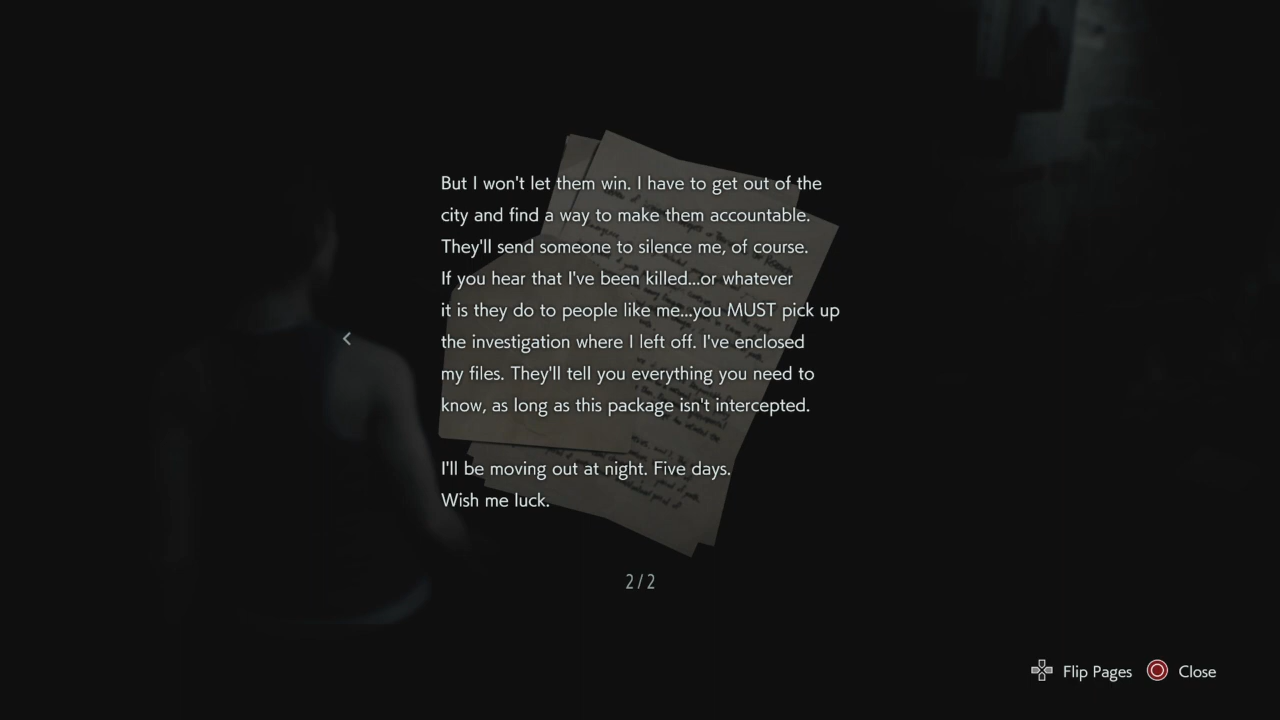 But I won't let them win. I have to get out of the
city and find a way to make them accountable.
They'll send someone to silence me, of course.
If you hear that I've been killed...or whatever
it is they do to people like me...you MUST pick up
the investigation where I left off. I've enclosed
my files. They'll tell you everything you need to
know, as long as this package isn't intercepted.
I'll be moving out at night. Five days.
Wish me luck.
2 / 2
Flip Pages
Close